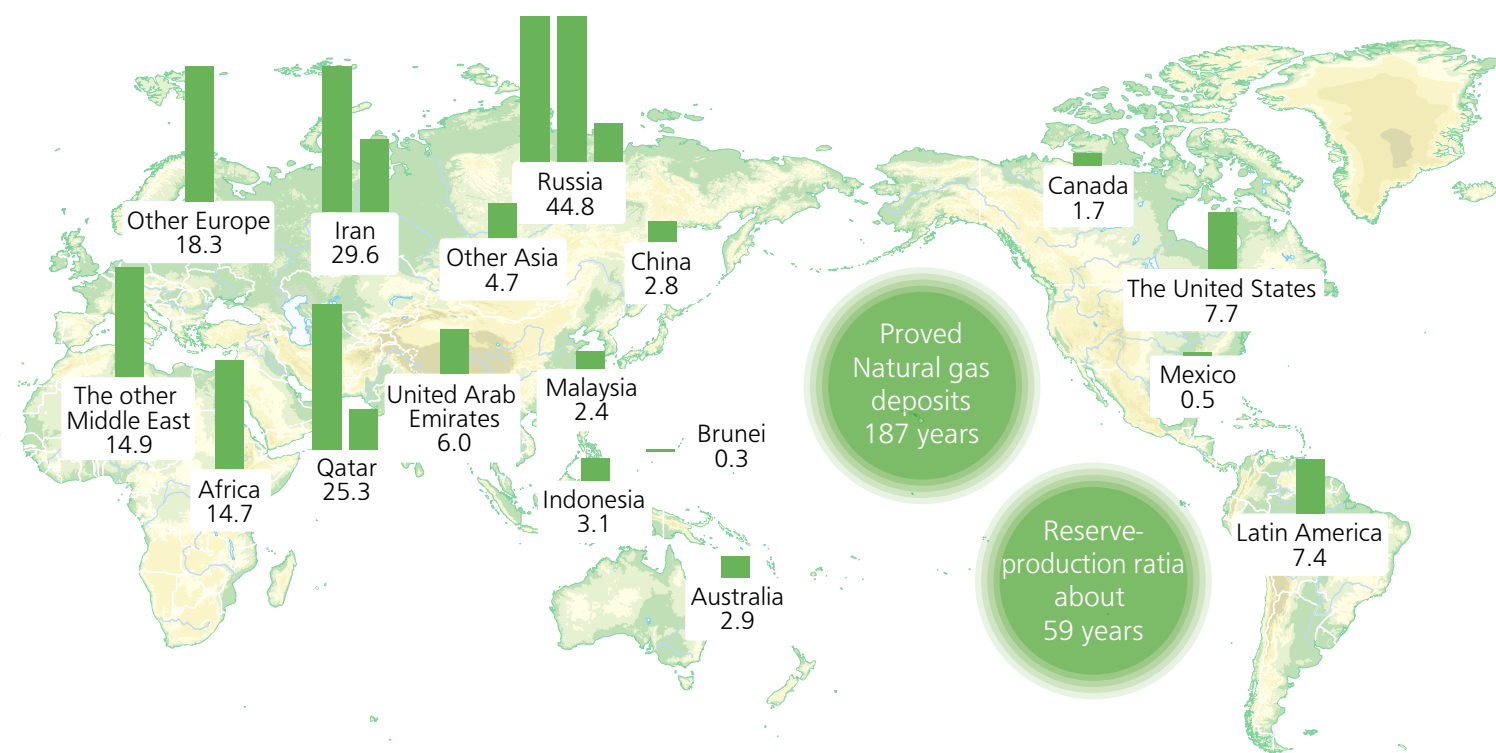 Russia
44.8
Other Europe
18.3
Iran
29.6
Other Asia
4.7
China
2.8
Canada
1.7
The United States
7.7
The other
Middle East
14.9
Africa
14.7
Qatar
25.3
United Arab
Emirates
6.0
Malaysia
2.4
Brunei
0.3
Indonesia
3.1
Australia
2.9
Proved
Natural gas
deposits
187 years
Mexico
0.5
Reserve-
production ratia
about
59 years
Latin America
7.4